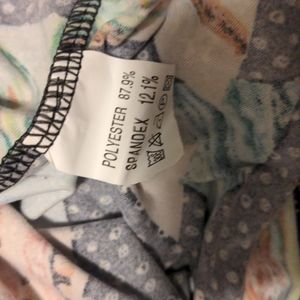 POLYESTER 87.9%
SPANDEX 12.1%